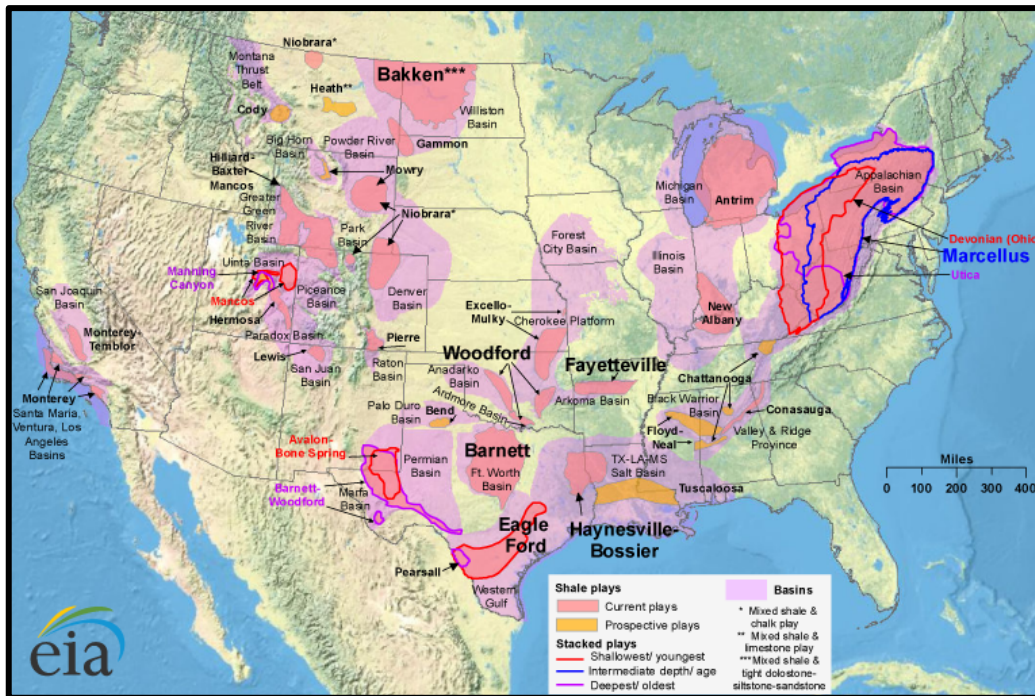 Niobrara*
Montana
Thrust
Belt
Bakken***
Heath**
Cody
Williston
Basin
Big Horn
Basin
Powder River
Basin
Gammon
Hilliard-
Baxter-
Mancos
Mowry
Greater
Green
River
Basin
Niobrara*
Park
Basin
Michigan
Basin
Antrim
Appalachian
Basin
Devonian (Ohio
Marcellus
Utica
Forest
City Basin
Illinois
Basin
Uinta Basin
Manning
Canyon
Mancos
Piceance
Basin
Denver
Basin
San Joaquin
Basin
Hermosa
Excello-
Mulky
Cherokee Platform
New
Albany
Monterey-
Temblor
Paradox Basin
Pierre
Lewis
San Juan
Basin
Raton
Basin
Woodford
Anadarko
Basin
Fayetteville
Chattanooga
Monterey
Santa Maria,
Ventura, Los
Angeles
Basins
Ardmore Basin
Arkoma Basin
Black Warrior
Basin
Conasauga
Palo Duro
Basin
Bend
Floyd-
Neal
Valley & Ridge
Province
Avalon-
Bone Spring
Permian
Basin
Barnett
Ft. Worth
Basin
TX-LA-MS
Salt Basin
Tuscaloosa
Miles
0 100 200 300 400
Barnett-
Woodford
Marfa
Basin
Eagle
Ford
Haynesville-
Bossier
Pearsall
Western
Gulf
Shale plays
Current plays
Prospective plays
Stacked plays
Shallowest/ youngest
Intermediate depth/ age
Deepest/ oldest
Basins
* Mixed shale &
chalk play
** Mixed shale &
limestone play
***Mixed shale &
tight dolostone-
siltstone-sandstone
eia